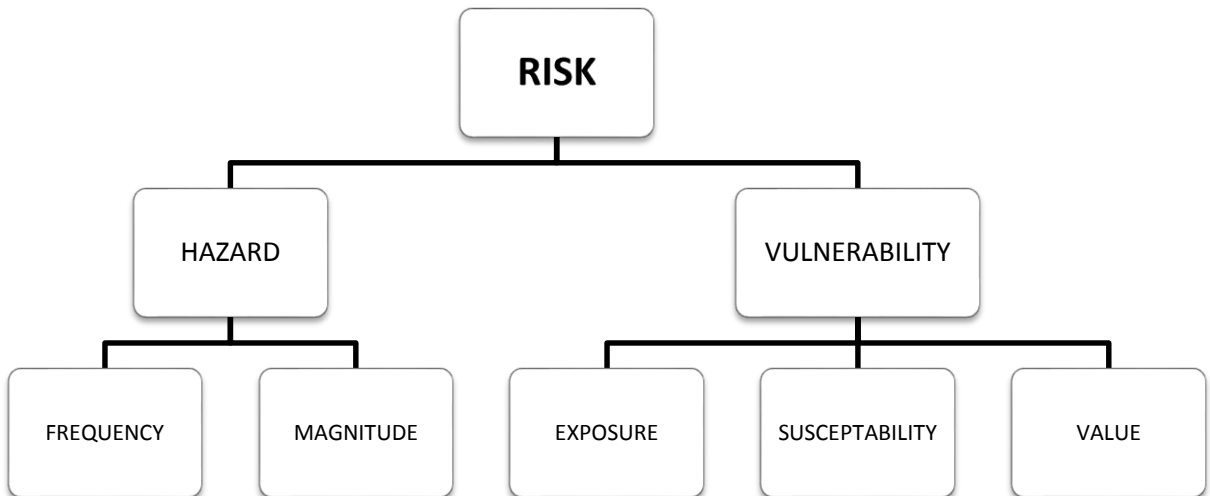 RISK
HAZARD
VULNERABILITY
FREQUENCY
MAGNITUDE
EXPOSURE
SUSCEPTABILITY
VALUE